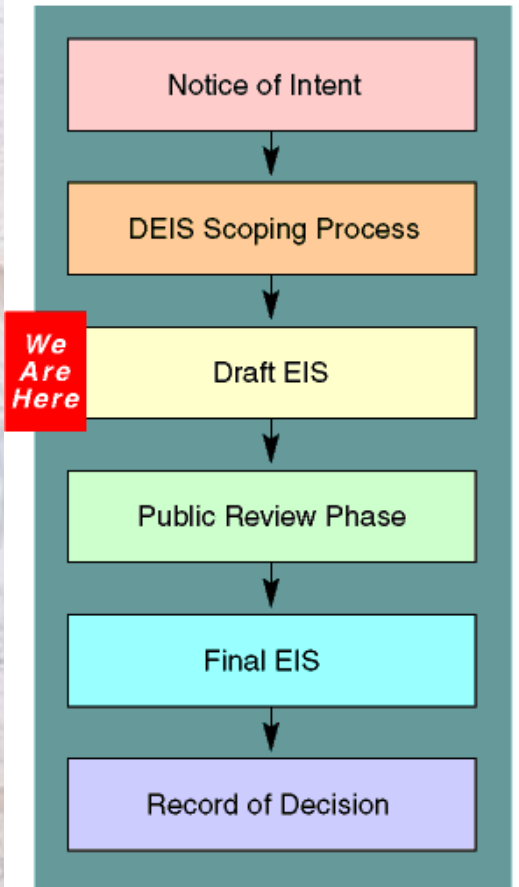 Notice of Intent
DEIS Scoping Process
We
Are
Here
Draft EIS
Public Review Phase
Final EIS
Record of Decision